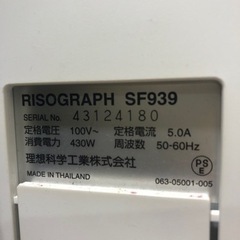 RISOGRAPH SF939
SERIAL No. 43124180
定格電圧 100V~ 定格電流 5.0A
消費電力 430W 周波数 50-60Hz
理想科学工業株式会社
PSE
MADE IN THAILAND
063-05001-005